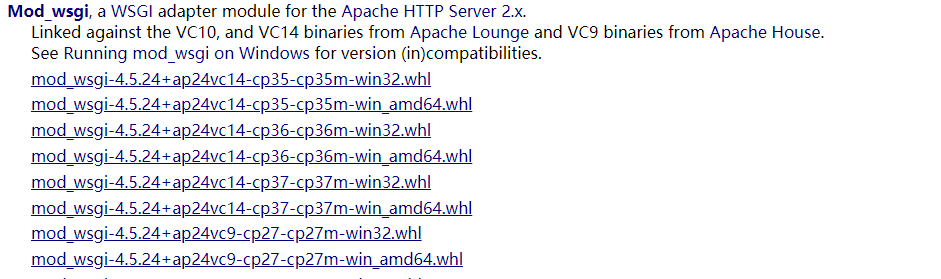 Mod_wsgi, a WSGI adapter module for the Apache HTTP Server 2.x.
Linked against the VC10, and VC14 binaries from Apache Lounge and VC9 binaries from Apache House.
See Running mod_wsgi on Windows for version (in)compatibilities.
mod_wsgi-4.5.24+ap24vc14-cp35-cp35m-win32.whl
mod_wsgi-4.5.24+ap24vc14-cp35-cp35m-win_amd64.whl
mod_wsgi-4.5.24+ap24vc14-cp36-cp36m-win32.whl
mod_wsgi-4.5.24+ap24vc14-cp36-cp36m-win_amd64.whl
mod_wsgi-4.5.24+ap24vc14-cp37-cp37m-win32.whl
mod_wsgi-4.5.24+ap24vc14-cp37-cp37m-win_amd64.whl
mod_wsgi-4.5.24+ap24vc9-cp27-cp27m-win32.whl
mod_wsgi-4.5.24+ap24vc9-cp27-cp27m-win_amd64.whl